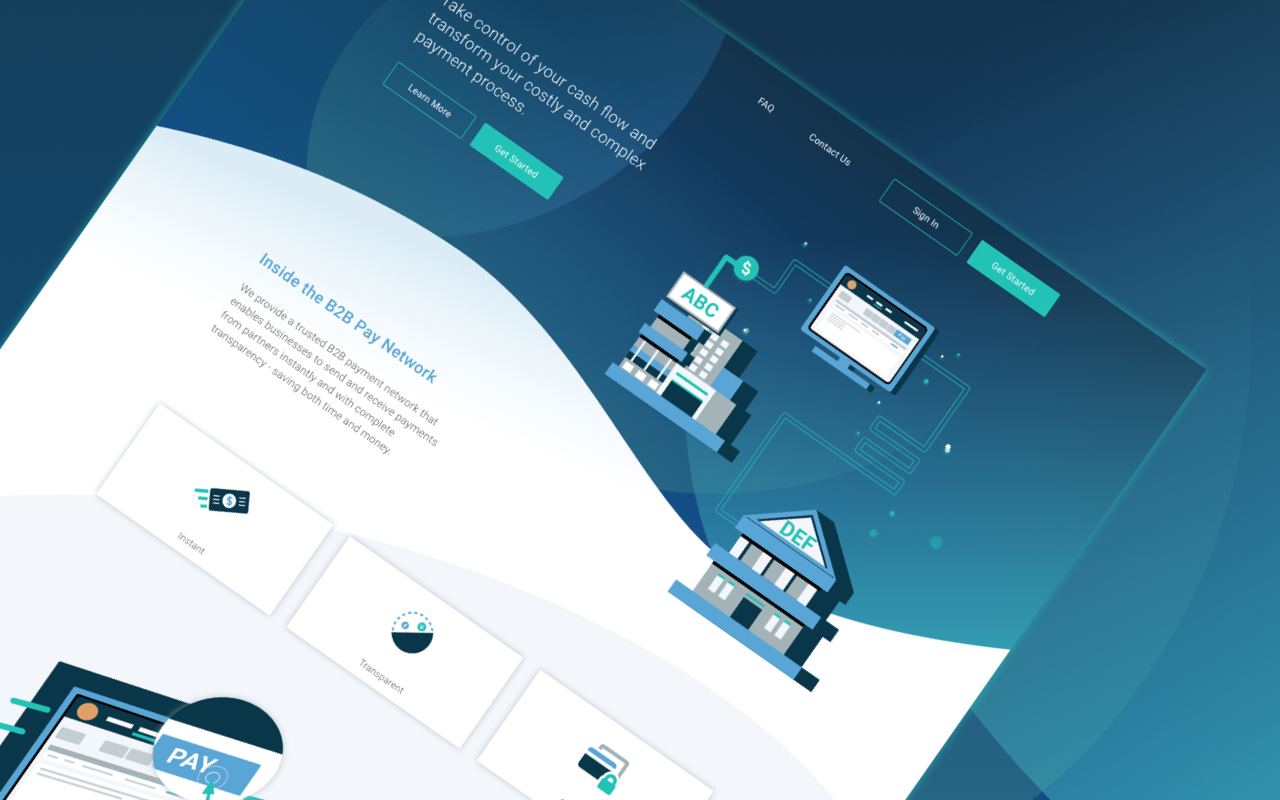 Take control of your cash flow and
transform your costly and complex
payment process.
Learn More
Get Started
FAQ
Contact Us
Sign In
Get Started
$
ABC
DEF
Inside the B2B Pay Network
We provide a trusted B2B payment network that
enables businesses to send and receive payments
from partners instantly and with complete
transparency - saving both time and money.
$
Instant
Transparent
PAY